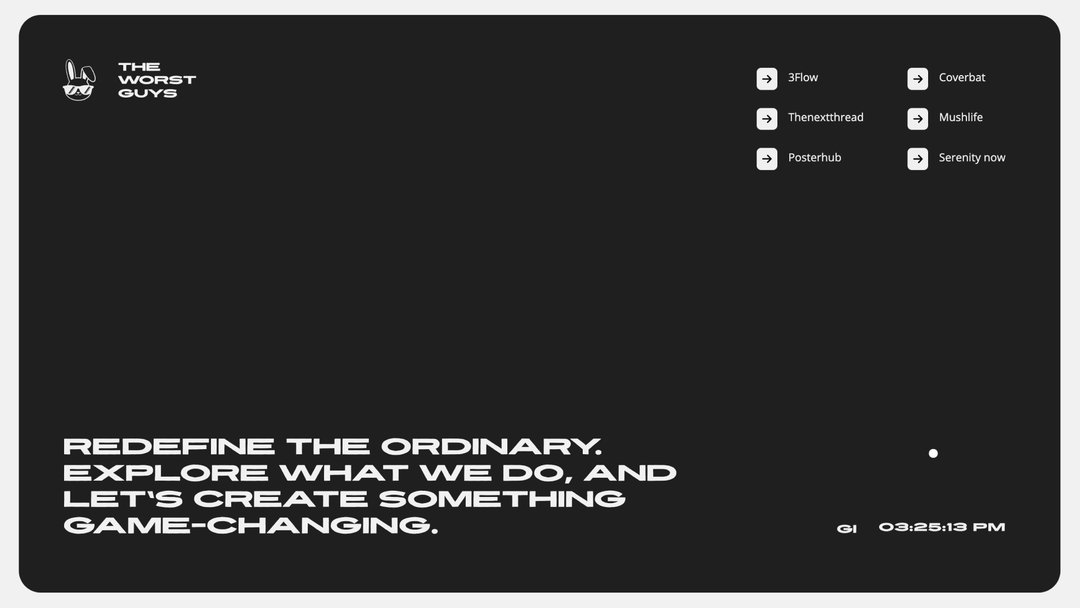 THE
WORST
GUYS
3Flow
Coverbat
Thenextthread
Mushlife
Posterhub
Serenity now
REDEFINE THE ORDINARY.
EXPLORE WHAT WE DO, AND
LET'S CREATE SOMETHING
GAME-CHANGING.
GI 03:25:13 PM